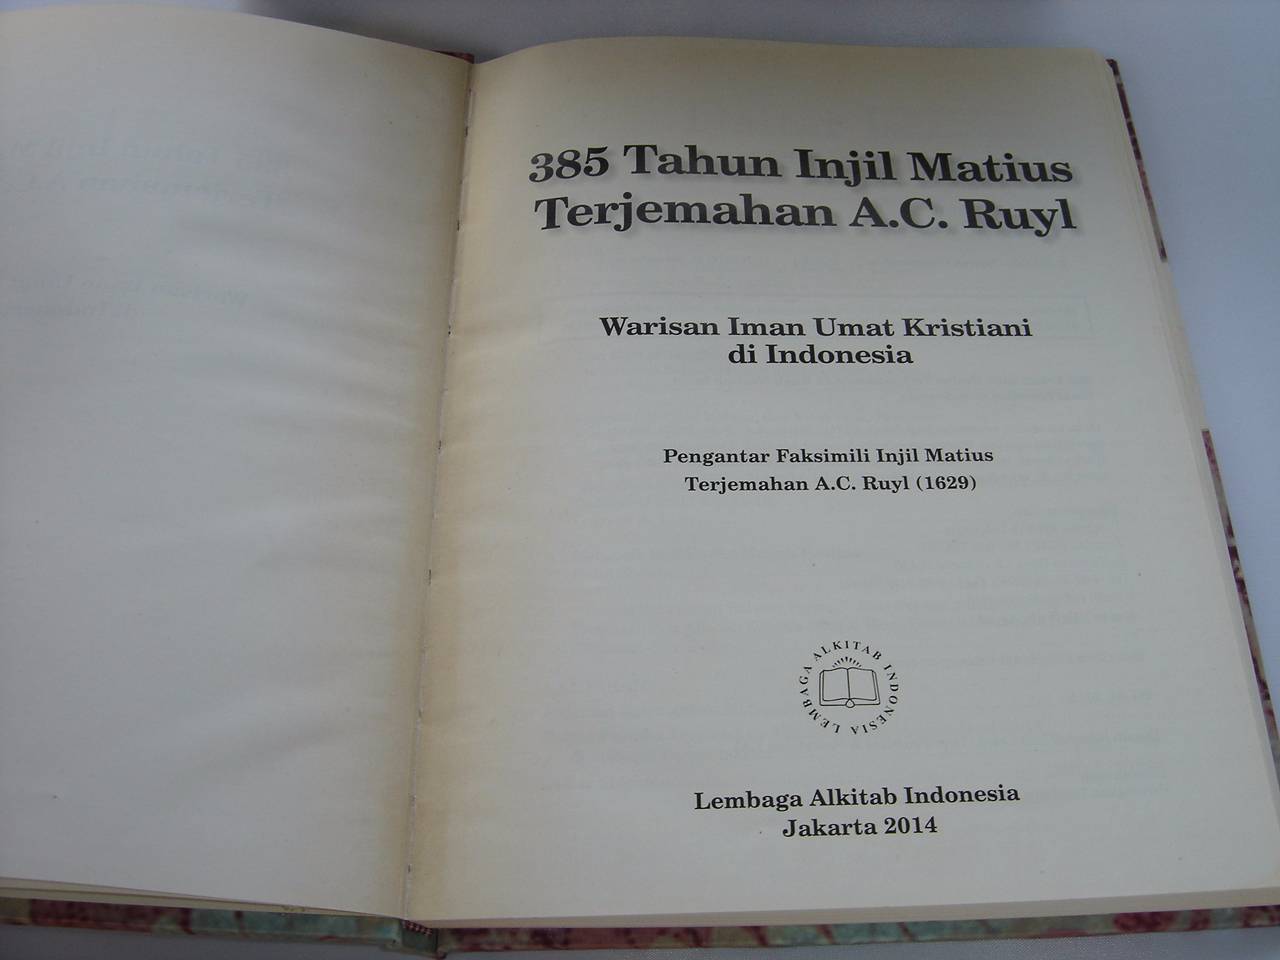 385 Tahun Injil Matius
Terjemahan A.C. Ruyl
Warisan Iman Umat Kristiani
di Indonesia
Pengantar Faksimili Injil Matius
Terjemahan A.C. Ruyl (1629)
LEMBAGA ALKITAB INDONESIA
Lembaga Alkitab Indonesia
Jakarta 2014